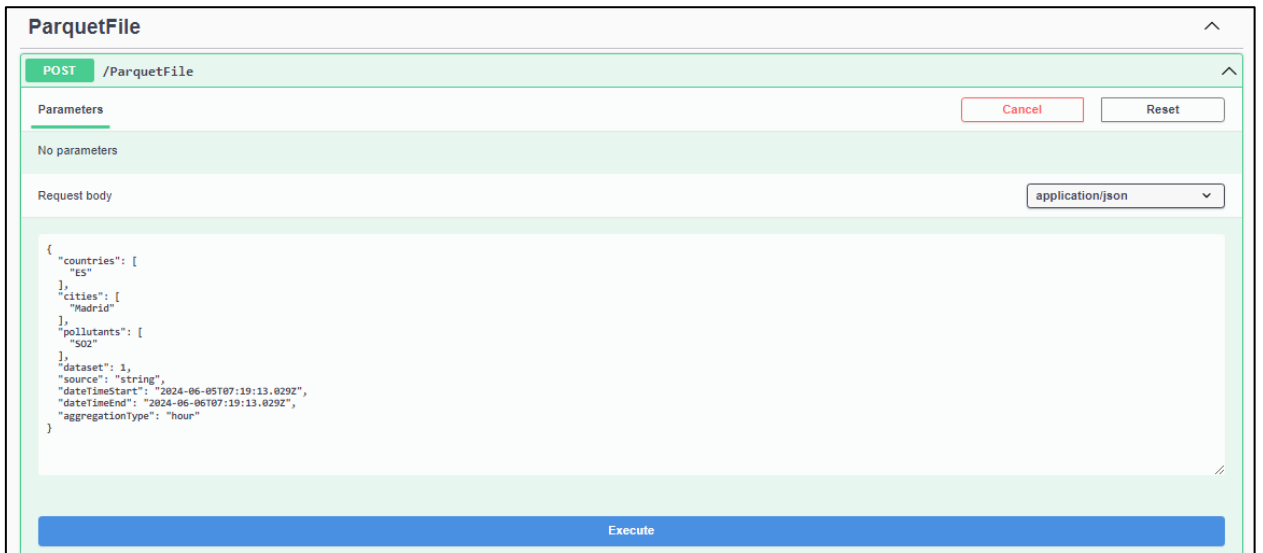 ParquetFile
POST /ParquetFile
Parameters Cancel Reset
No parameters
Request body application/json
{
  "countries": [
    "ES"
  ],
  "cities": [
    "Madrid"
  ],
  "pollutants": [
    "SO2"
  ],
  "dataset": 1,
  "source": "string",
  "dateTimeStart": "2024-06-05T07:19:13.029Z",
  "dateTimeEnd": "2024-06-06T07:19:13.029Z",
  "aggregationType": "hour"
}
Execute